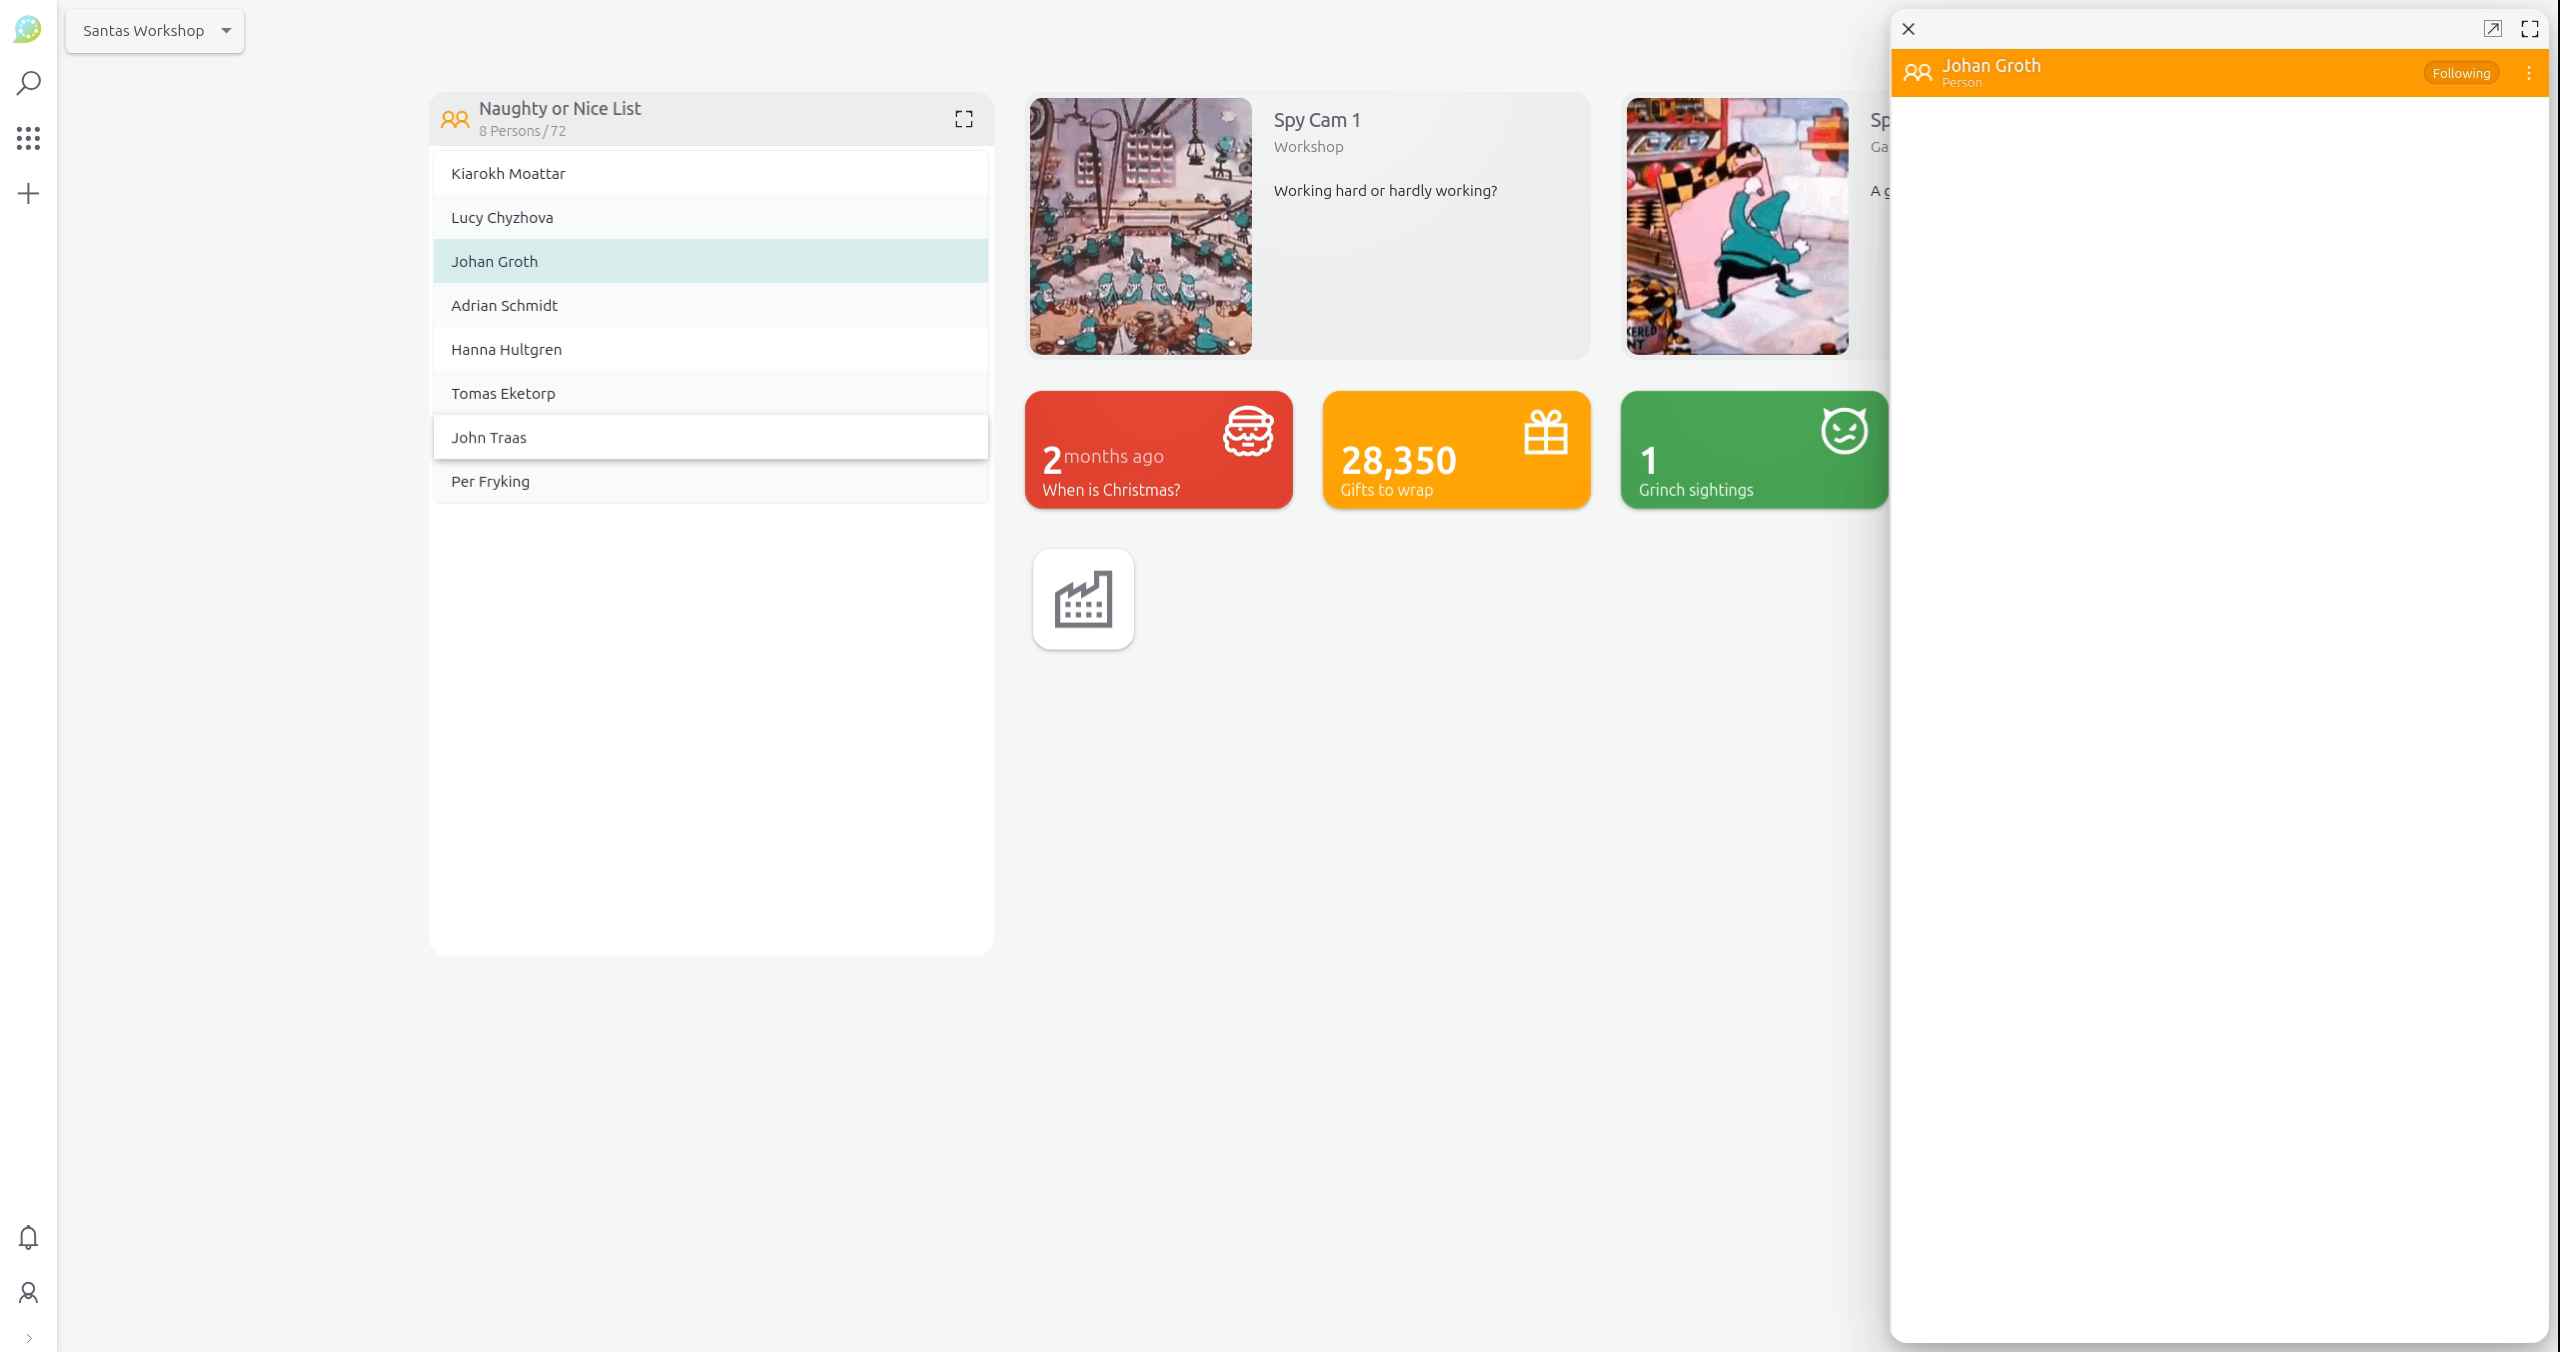 Santas Workshop
Naughty or Nice List
8 Persons / 72
Kiarokh Moattar
Lucy Chyzhova
Johan Groth
Adrian Schmidt
Hanna Hultgren
Tomas Eketorp
John Traas
Per Fryking
Spy Cam 1
Workshop
Working hard or hardly working?
Sp
Ga
A g
2 months ago
When is Christmas?
28,350
Gifts to wrap
1
Grinch sightings
Johan Groth
Person
Following